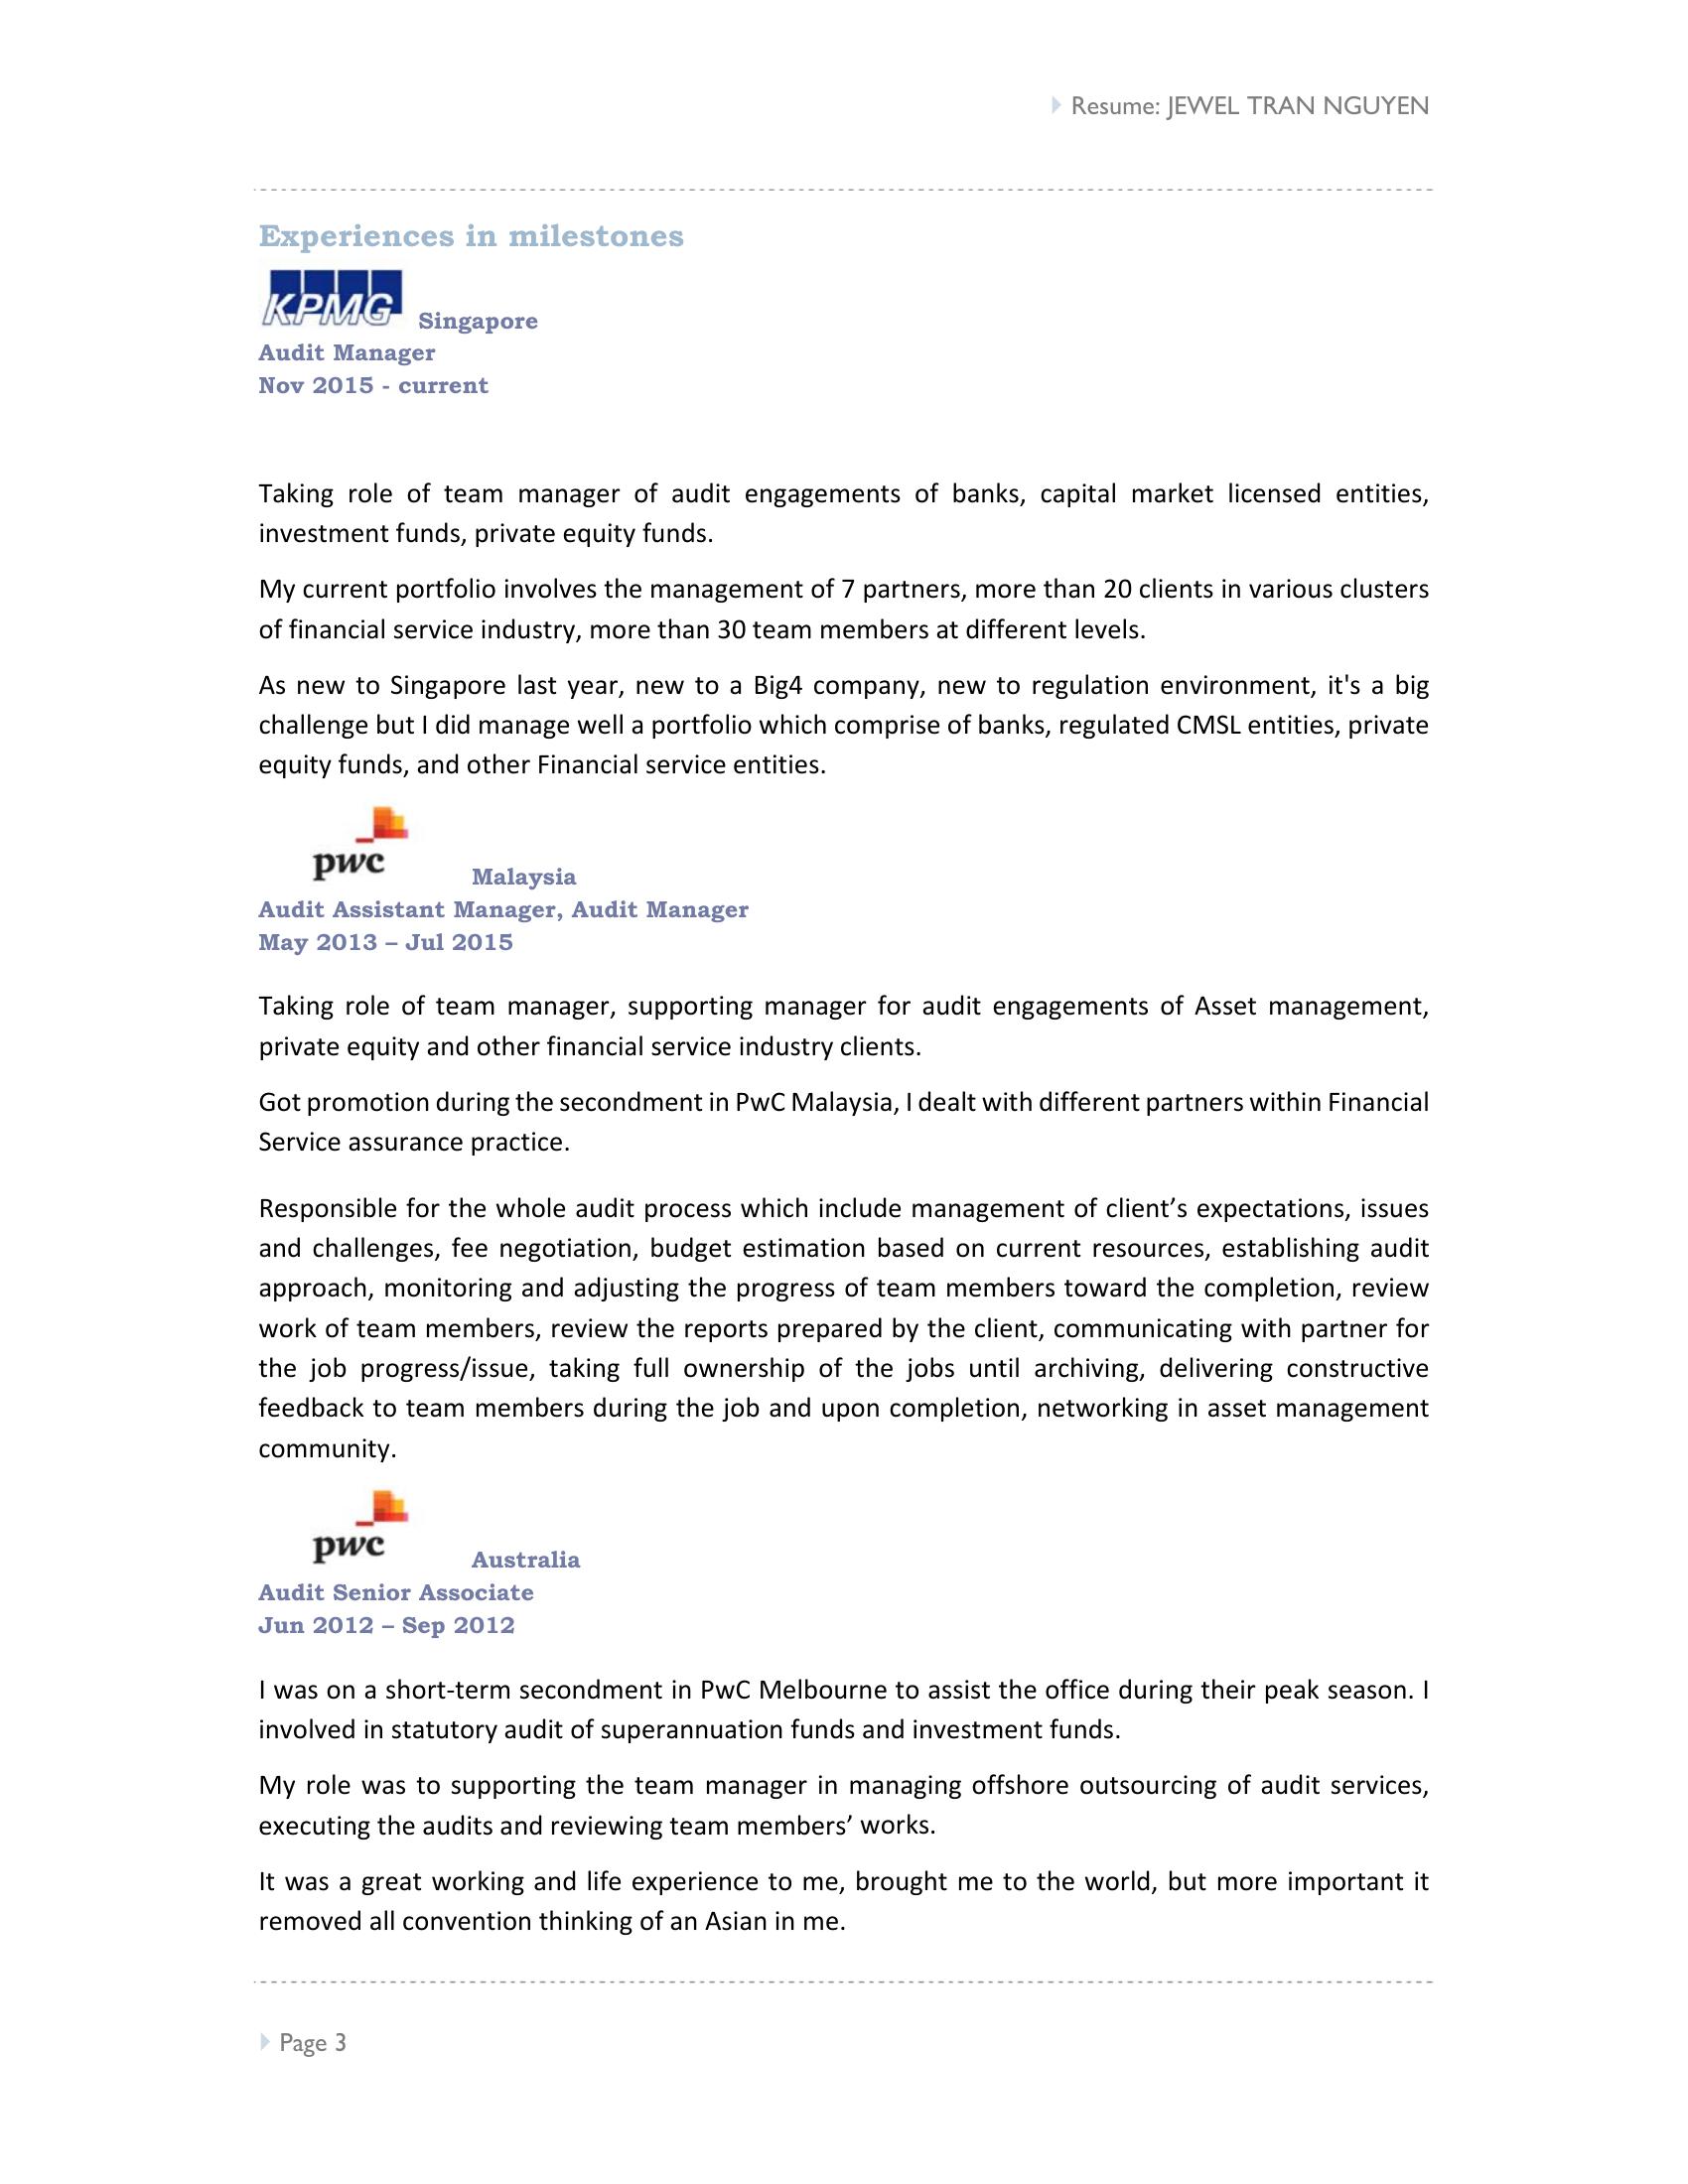 Resume: JEWEL TRAN NGUYEN
Experiences in milestones
KPMG Singapore
Audit Manager
Nov 2015 - current
Taking role of team manager of audit engagements of banks, capital market licensed entities,
investment funds, private equity funds.
My current portfolio involves the management of 7 partners, more than 20 clients in various clusters
of financial service industry, more than 30 team members at different levels.
As new to Singapore last year, new to a Big4 company, new to regulation environment, it's a big
challenge but I did manage well a portfolio which comprise of banks, regulated CMSL entities, private
equity funds, and other Financial service entities.
pwc Malaysia
Audit Assistant Manager, Audit Manager
May 2013 – Jul 2015
Taking role of team manager, supporting manager for audit engagements of Asset management,
private equity and other financial service industry clients.
Got promotion during the secondment in PwC Malaysia, I dealt with different partners within Financial
Service assurance practice.
Responsible for the whole audit process which include management of client’s expectations, issues
and challenges, fee negotiation, budget estimation based on current resources, establishing audit
approach, monitoring and adjusting the progress of team members toward the completion, review
work of team members, review the reports prepared by the client, communicating with partner for
the job progress/issue, taking full ownership of the jobs until archiving, delivering constructive
feedback to team members during the job and upon completion, networking in asset management
community.
pwc Australia
Audit Senior Associate
Jun 2012 – Sep 2012
I was on a short-term secondment in PwC Melbourne to assist the office during their peak season. I
involved in statutory audit of superannuation funds and investment funds.
My role was to supporting the team manager in managing offshore outsourcing of audit services,
executing the audits and reviewing team members’ works.
It was a great working and life experience to me, brought me to the world, but more important it
removed all convention thinking of an Asian in me.
Page 3